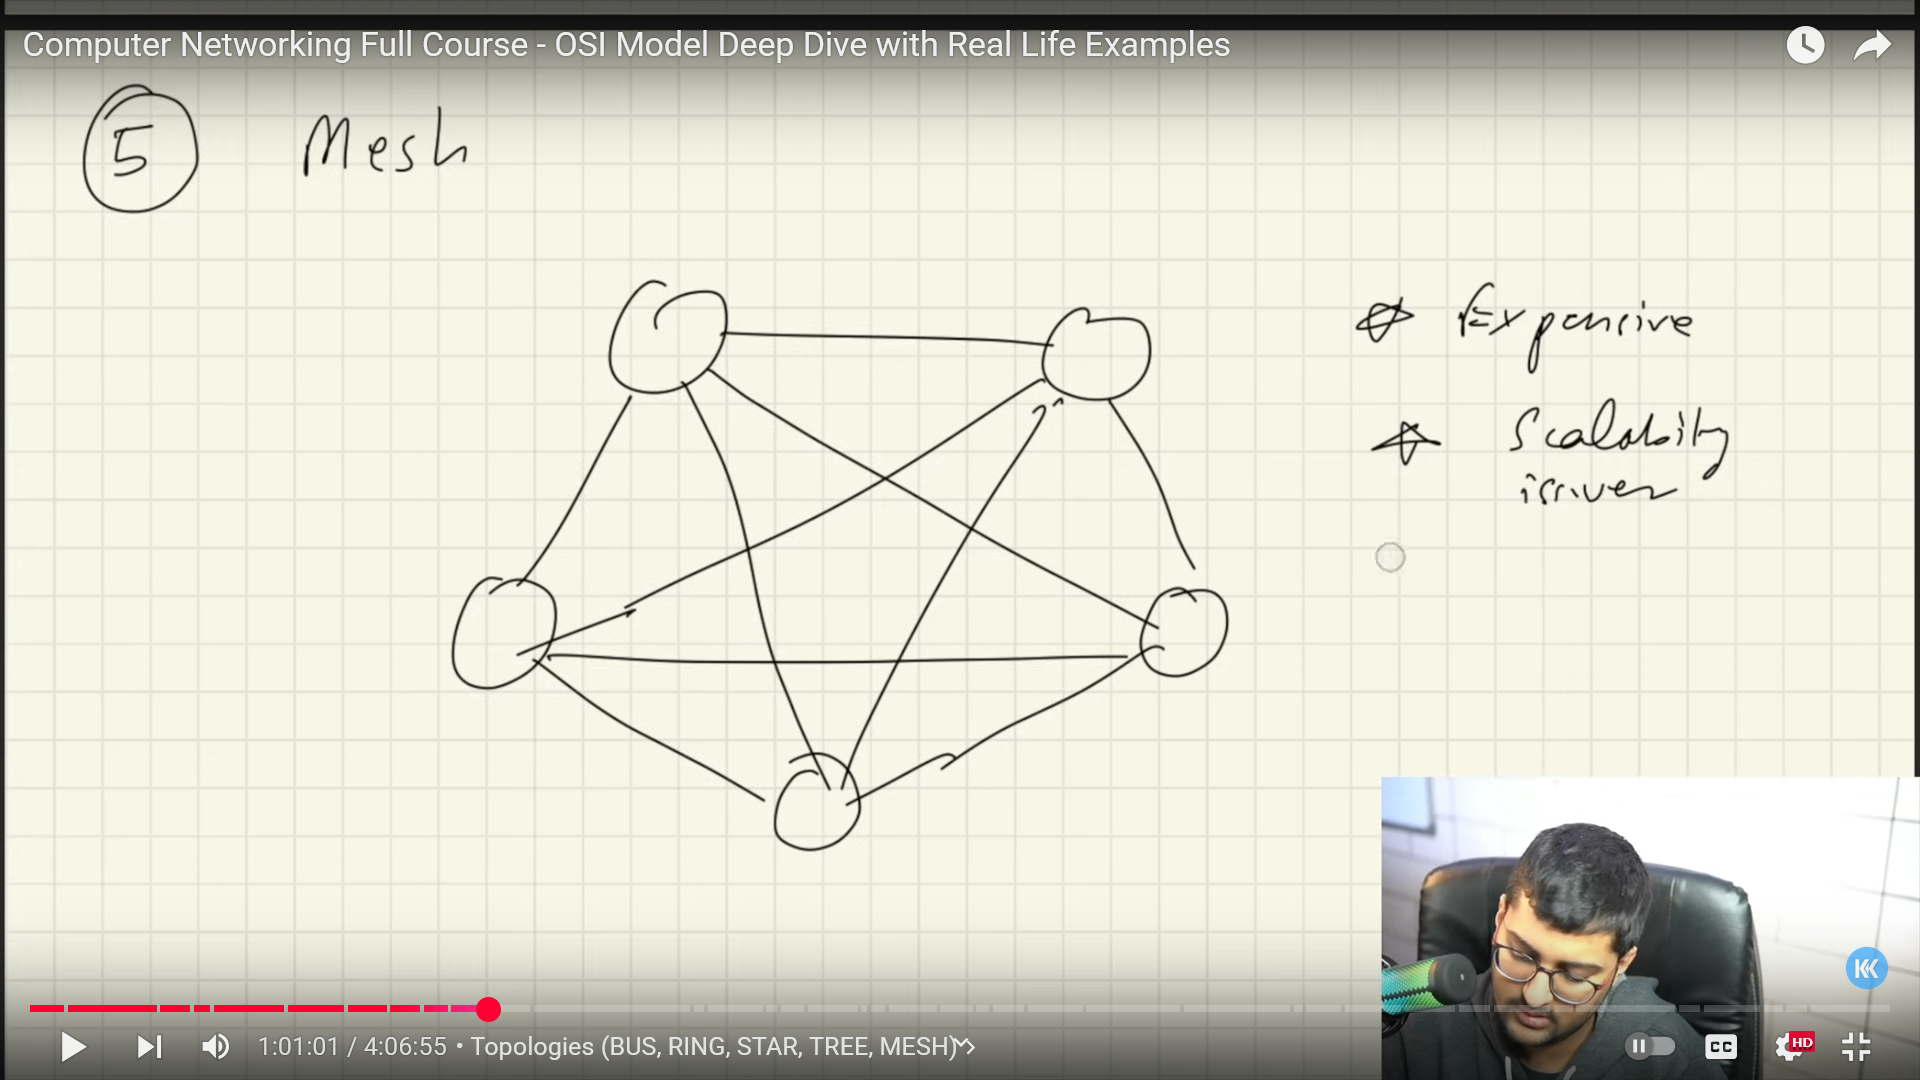 Computer Networking Full Course - OSI Model Deep Dive with Real Life Examples
5 Mesh
Expensive
Scalability
issues
1:01:01 / 4:06:55 • Topologies (BUS, RING, STAR, TREE, MESH)
CC
HD